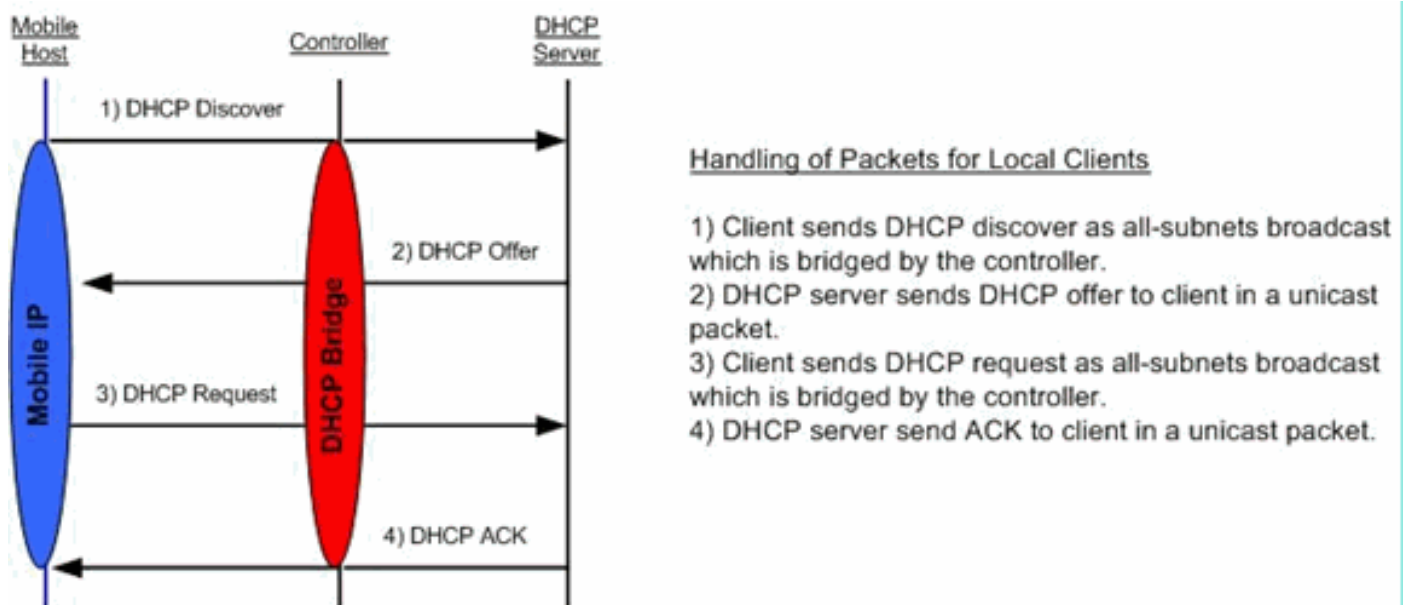 Mobile
Host
Controller
DHCP
Server
1) DHCP Discover
2) DHCP Offer
Mobile IP
DHCP Bridge
3) DHCP Request
4) DHCP ACK
Handling of Packets for Local Clients
1) Client sends DHCP discover as all-subnets broadcast
which is bridged by the controller.
2) DHCP server sends DHCP offer to client in a unicast
packet.
3) Client sends DHCP request as all-subnets broadcast
which is bridged by the controller.
4) DHCP server send ACK to client in a unicast packet.